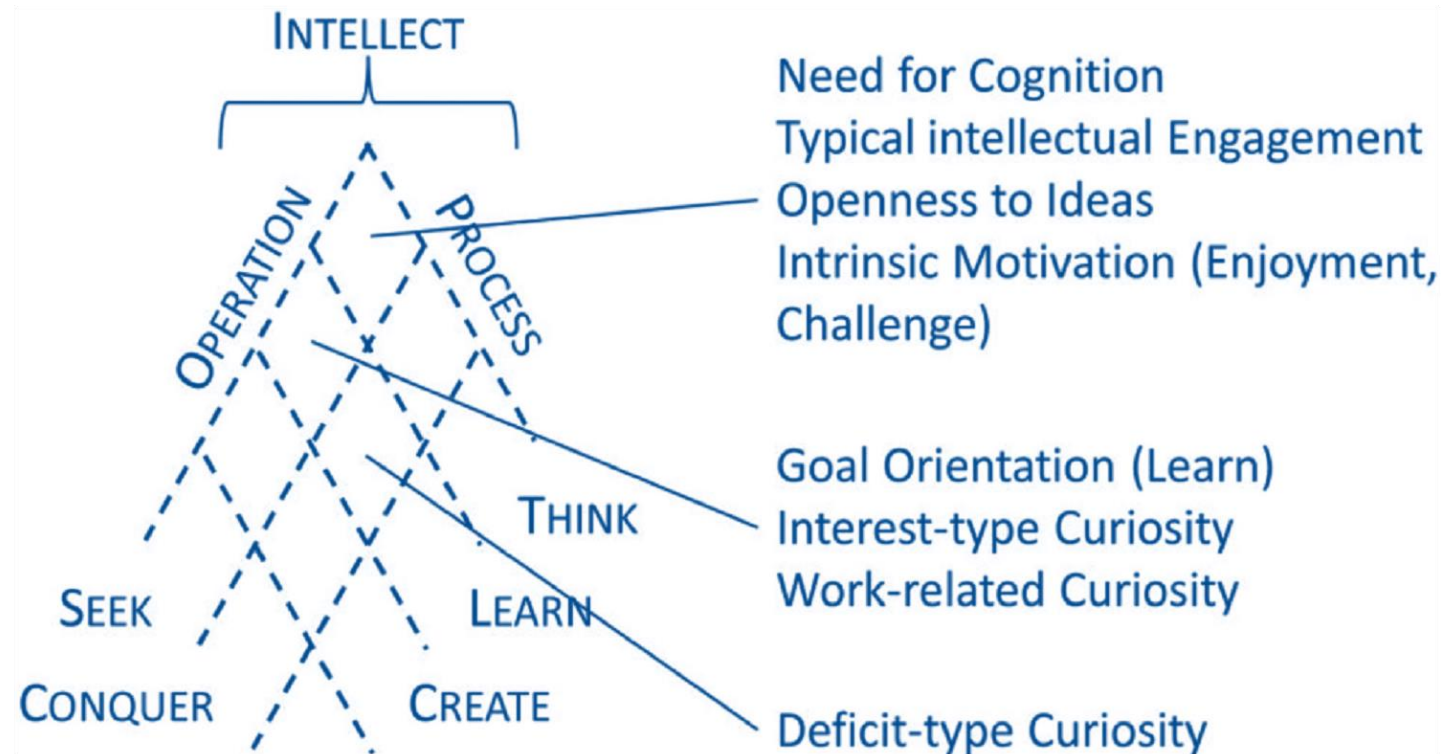 INTELLECT
OPERATION
PROCESS
Need for Cognition
Typical intellectual Engagement
Openness to Ideas
Intrinsic Motivation (Enjoyment,
Challenge)
Goal Orientation (Learn)
Interest-type Curiosity
Work-related Curiosity
THINK
SEEK
LEARN
CONQUER
CREATE
Deficit-type Curiosity